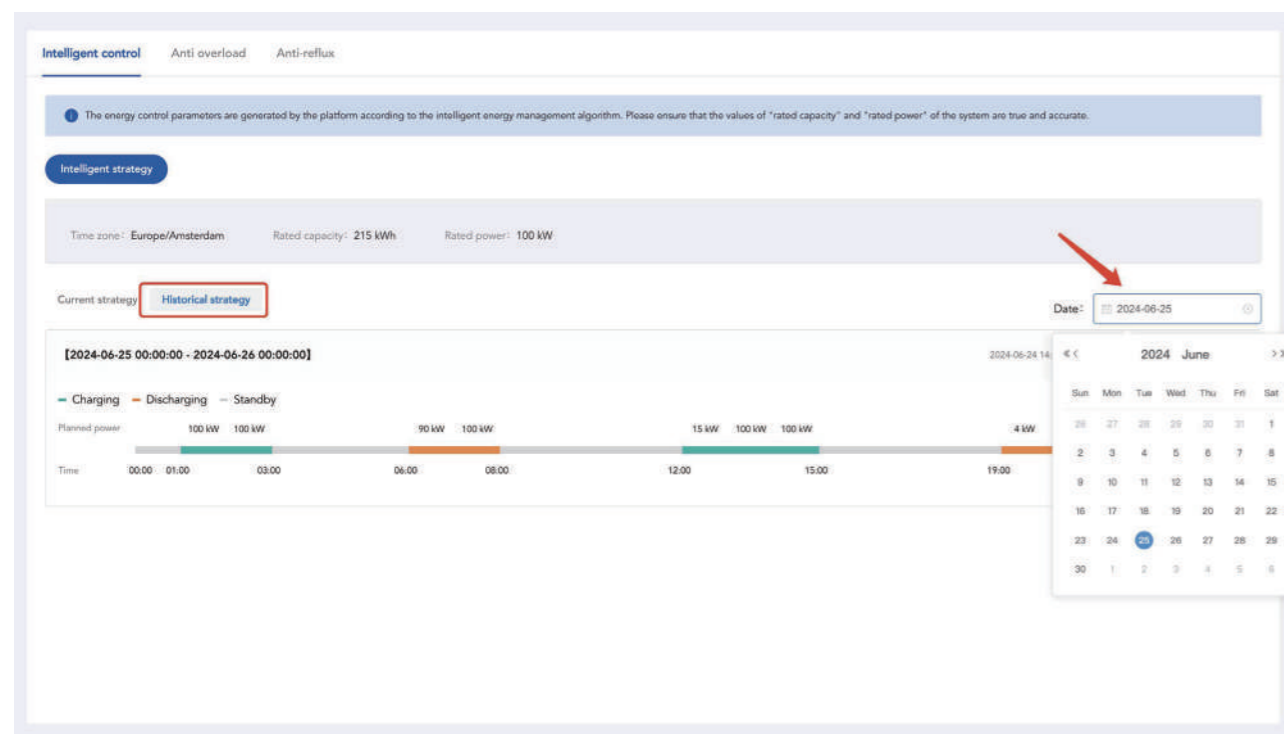 Intelligent control Anti overload Anti-reflux
The energy control parameters are generated by the platform according to the intelligent energy management algorithm. Please ensure that the values of "rated capacity" and "rated power" of the system are true and accurate.
Intelligent strategy
Time zone: Europe/Amsterdam Rated capacity: 215 kWh Rated power: 100 kW
Current strategy Historical strategy
Date: 2024-06-25
【2024-06-25 00:00:00 - 2024-06-26 00:00:00】 2024-06-24 14:
Charging Discharging Standby
Planned power 100 kW 100 kW 90 kW 100 kW 15 kW 100 kW 100 kW 4 kW
Time 00:00 01:00 03:00 06:00 08:00 12:00 15:00 19:00
2024 June
Sun Mon Tue Wed Thu Fri Sat
26 27 28 29 30 31 1
2 3 4 5 6 7 8
9 10 11 12 13 14 15
16 17 18 19 20 21 22
23 24 25 26 27 28 29
30 1 2 3 4 5 6